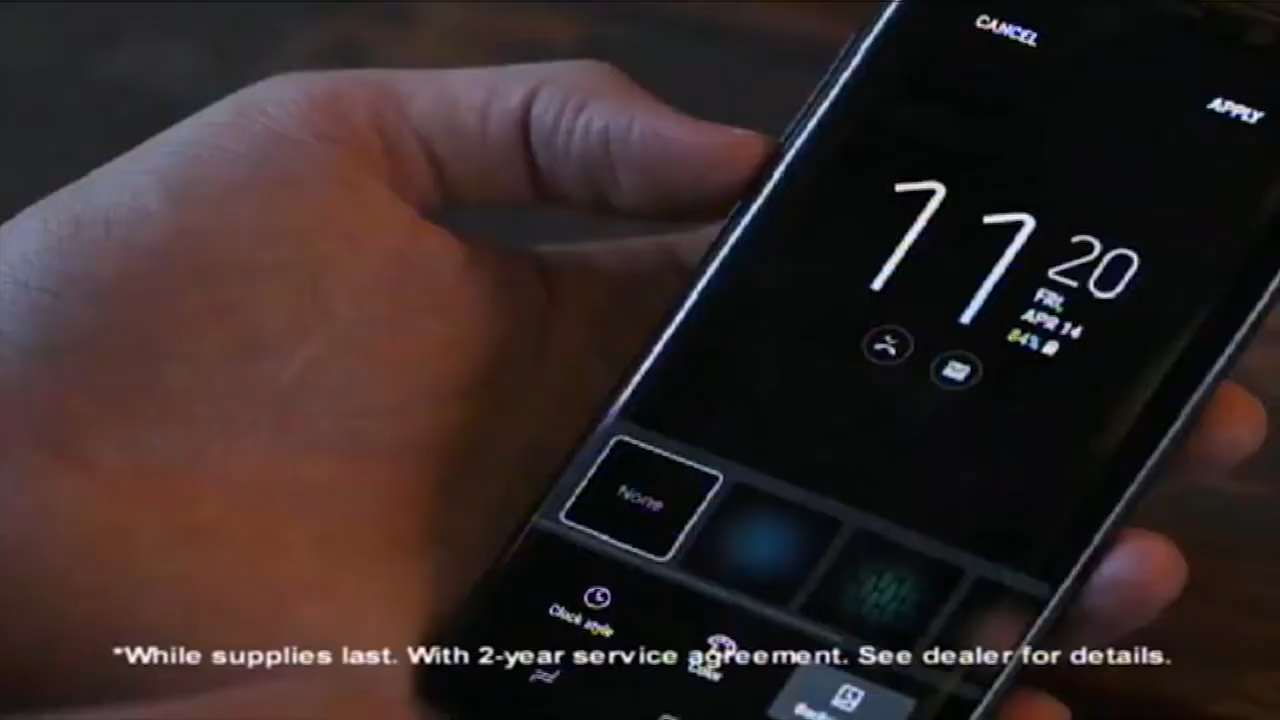 CANCEL
APPLY
11
20
FRI,
APR 14
84%
None
Clock style
*While supplies last. With 2-year service agreement. See dealer for details.
Color